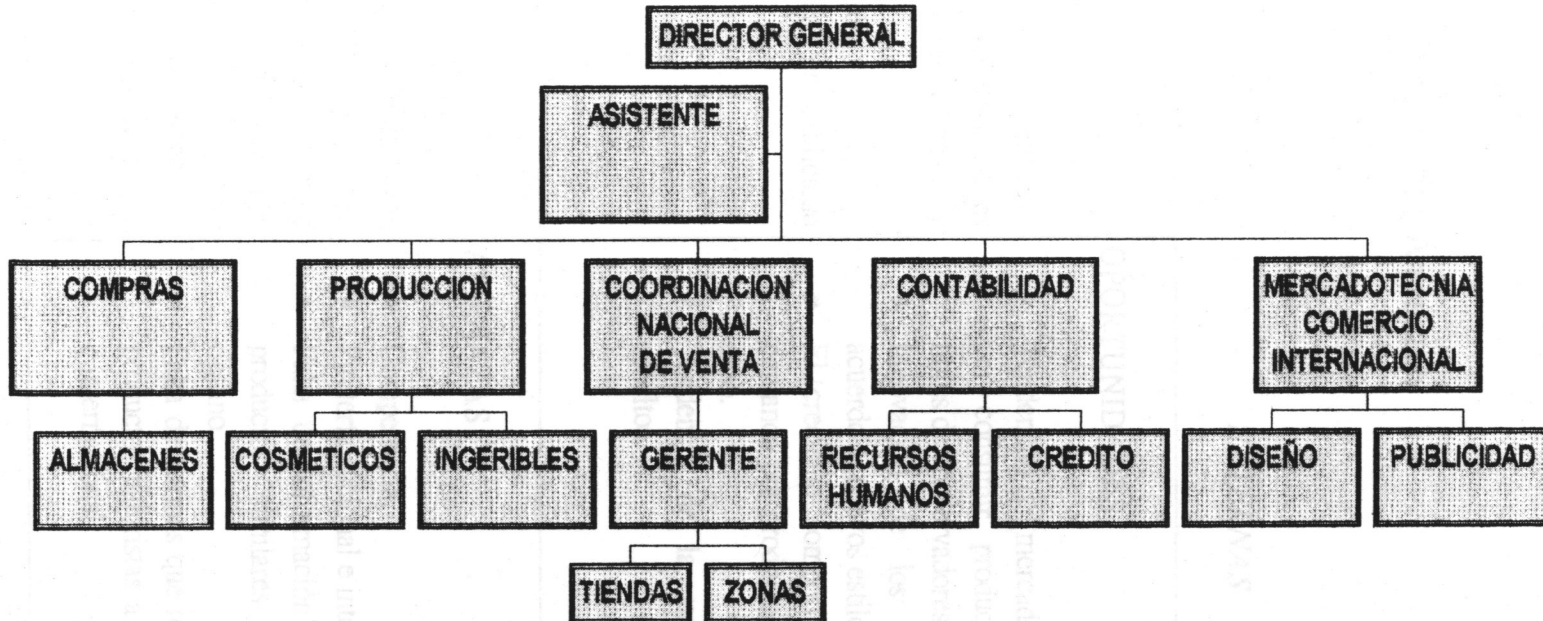 DIRECTOR GENERAL
ASISTENTE
COMPRAS
PRODUCCION
COORDINACION
NACIONAL
DE VENTA
CONTABILIDAD
MERCADOTECNIA
COMERCIO
INTERNACIONAL
ALMACENES
COSMETICOS
INGERIBLES
GERENTE
RECURSOS
HUMANOS
CREDITO
DISEÑO
PUBLICIDAD
TIENDAS
ZONAS